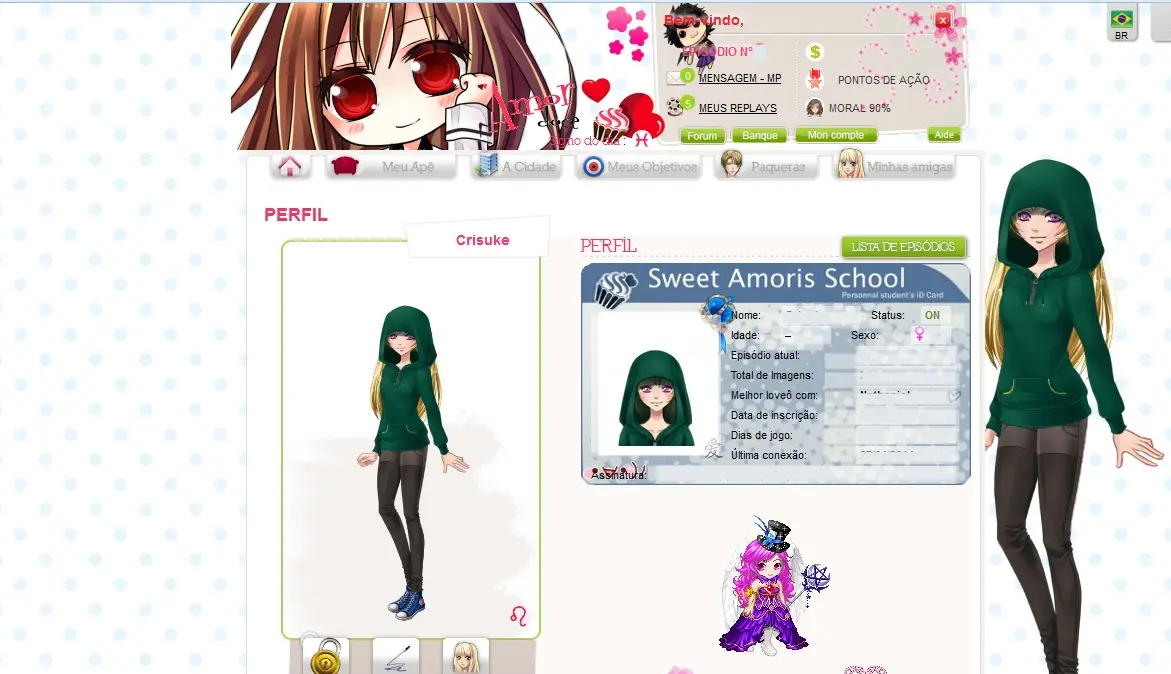 Bem-vindo,
EPISÓDIO N°
BR
0 MENSAGEM - MP
PONTOS DE AÇÃO
5 MEUS REPLAYS
MORAL 90%
Amor
doce
Signo do dia :
Forum
Banque
Mon compte
Aide
Meu Apê
A Cidade
Meus Objetivos
Paqueras
Minhas amigas
PERFIL
Crisuke
PERFIL
LISTA DE EPISÓDIOS
Sweet Amoris School
Personnal student's ID Card
Nome:
Status: ON
Idade: –
Sexo:
Episódio atual:
Total de Imagens:
Melhor loveô com:
Data de inscrição:
Dias de jogo:
Última conexão:
Assinatura: